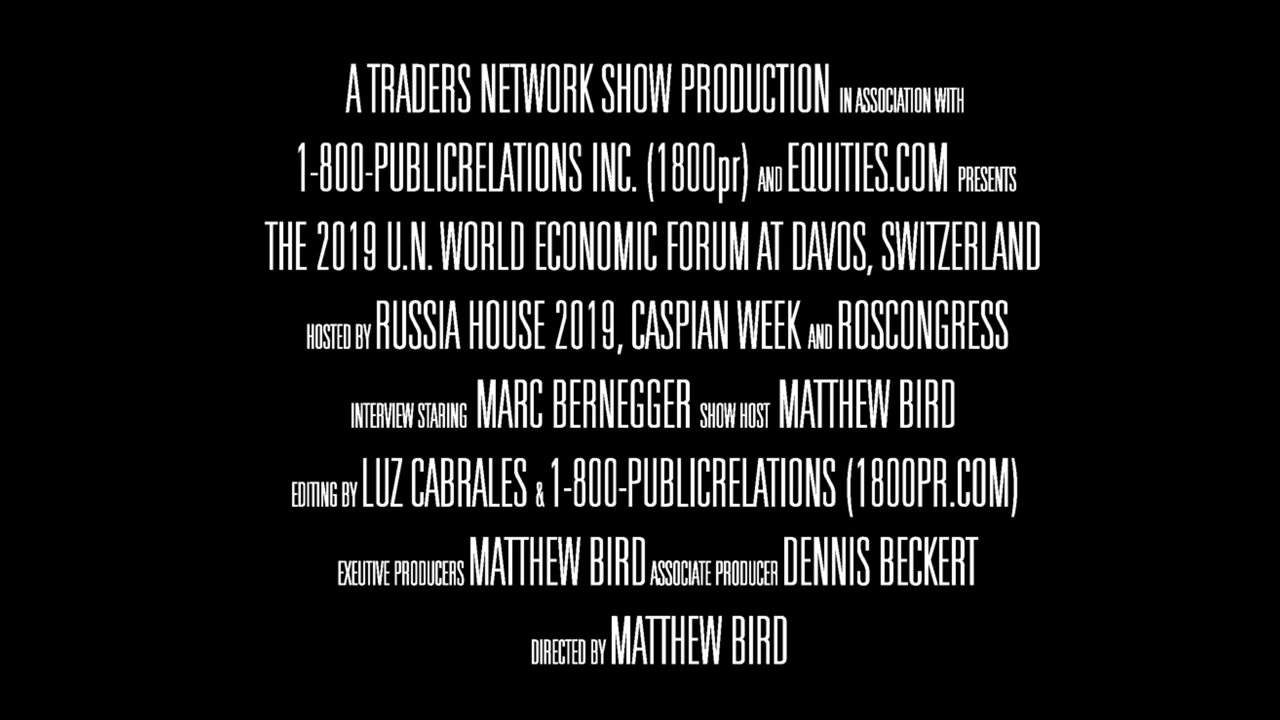 A TRADERS NETWORK SHOW PRODUCTION IN ASSOCIATION WITH
1-800-PUBLICRELATIONS INC. (1800pr) AND EQUITIES.COM PRESENTS
THE 2019 U.N. WORLD ECONOMIC FORUM AT DAVOS, SWITZERLAND
HOSTED BY RUSSIA HOUSE 2019, CASPIAN WEEK AND ROSCONGRESS
INTERVIEW STARING MARC BERNEGGER SHOW HOST MATTHEW BIRD
EDITING BY LUZ CABRALES & 1-800-PUBLICRELATIONS (1800PR.COM)
EXEUTIVE PRODUCERS MATTHEW BIRD ASSOCIATE PRODUCER DENNIS BECKERT
DIRECTED BY MATTHEW BIRD